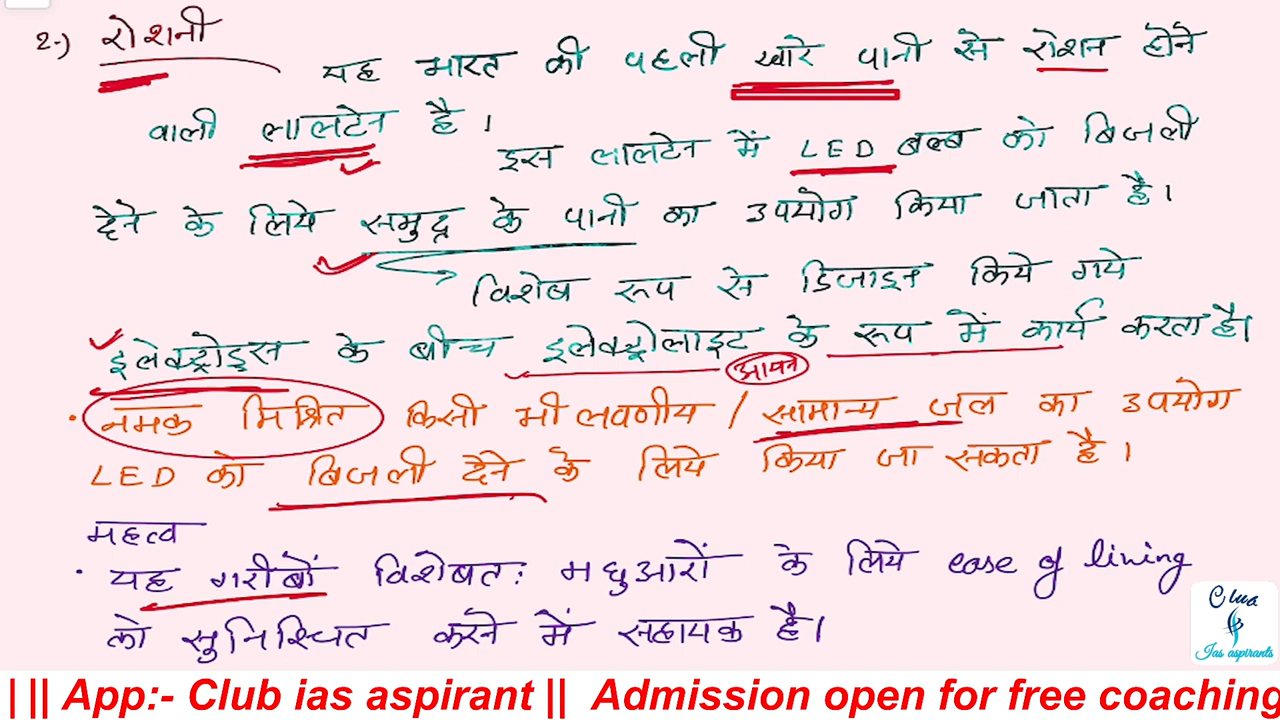 2-) रोशनी
यह भारत की पहली खारे पानी से रोशन होने
वाली लालटेन है।
इस लालटेन में LED बल्ब को बिजली
देने के लिये समुद्र के पानी का उपयोग किया जाता है।
विशेष रूप से डिजाइन किये गये
इलेक्ट्रोड्स के बीच इलेक्ट्रोलाइट के रूप में कार्य करता है।
आयन
• नमक मिश्रित किसी भी लवणीय / सामान्य जल का उपयोग
LED को बिजली देने के लिये किया जा सकता है।
महत्व
• यह गरीबों विशेषत: मधुआरों के लिये ease of living
को सुनिश्चित करने में सहायक है।
Club
Ias aspirants
| || App:- Club ias aspirant || Admission open for free coaching